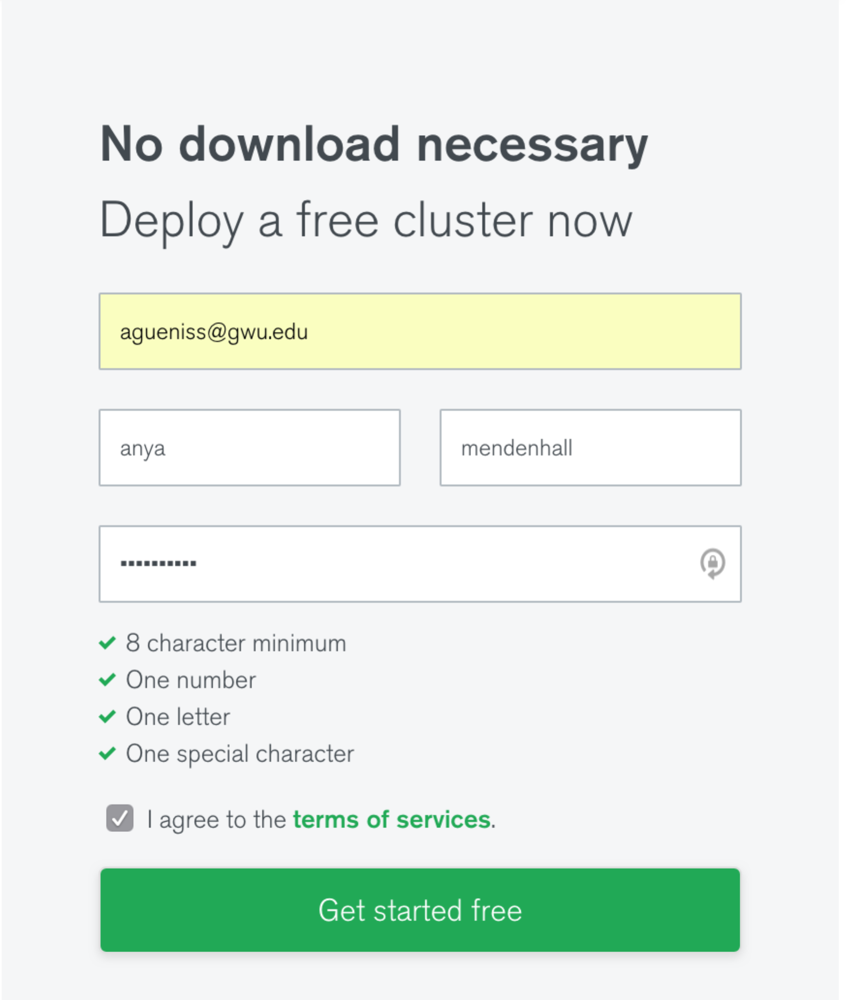 No download necessary
Deploy a free cluster now
agueniss@gwu.edu
anya
mendenhall
8 character minimum
One number
One letter
One special character
I agree to the terms of services.
Get started free